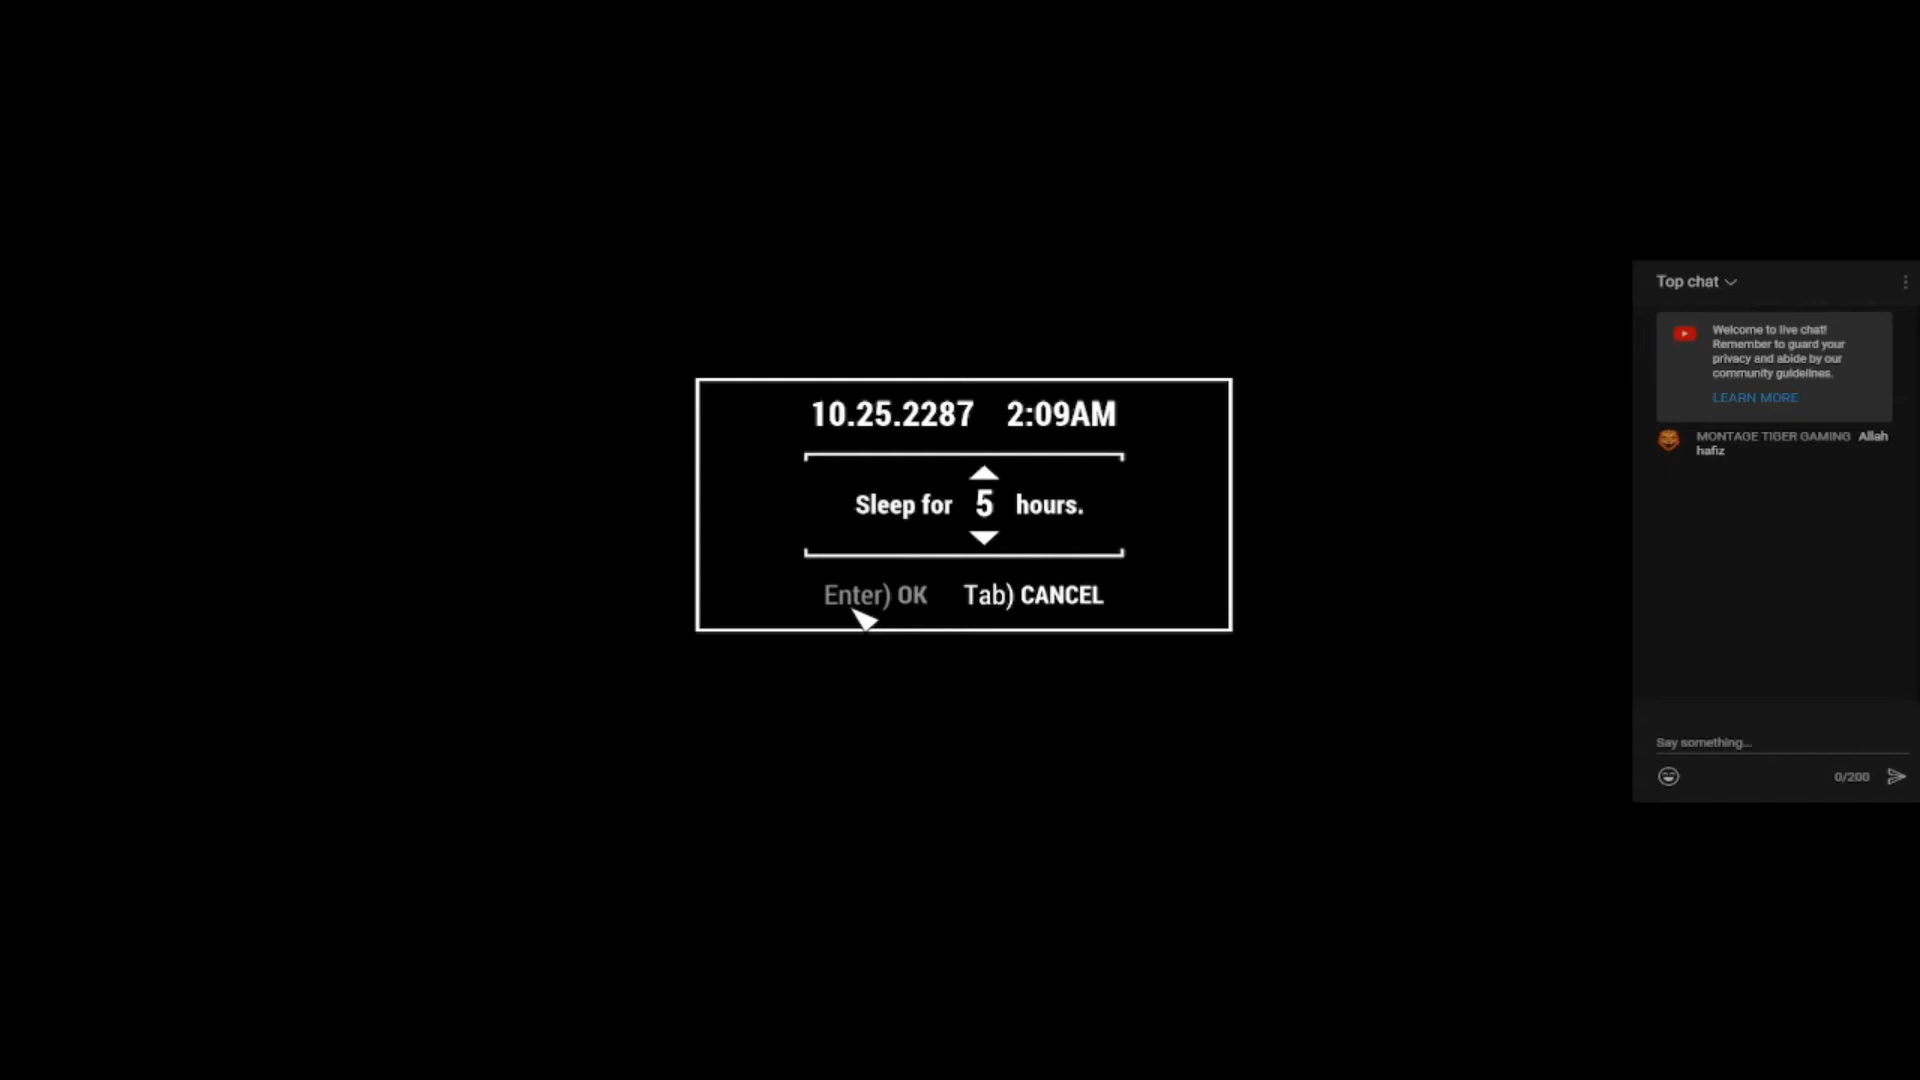 10.25.2287 2:09AM
Sleep for 5 hours.
Enter) OK Tab) CANCEL
Top chat
Welcome to live chat!
Remember to guard your
privacy and abide by our
community guidelines.
LEARN MORE
MONTAGE TIGER GAMING Allah
hafiz
Say something...
0/200